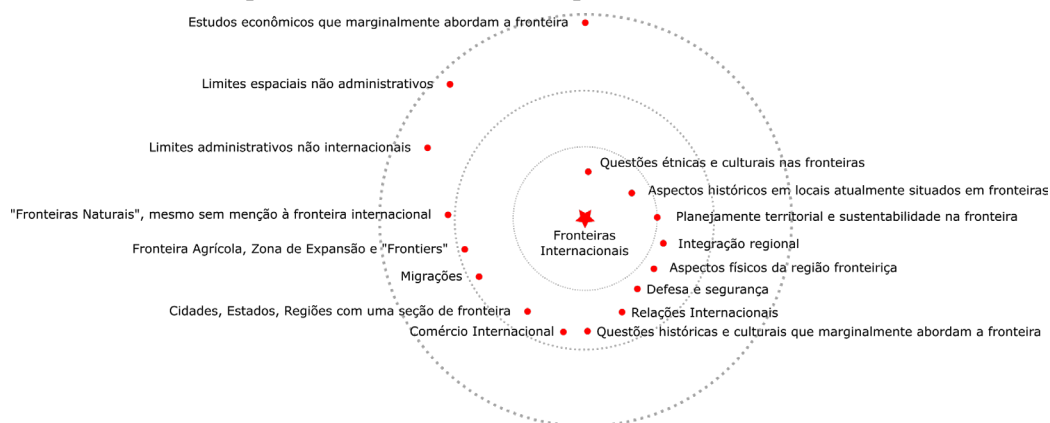 Estudos econômicos que marginalmente abordam a fronteira
Limites espaciais não administrativos
Limites administrativos não internacionais
Questões étnicas e culturais nas fronteiras
Aspectos históricos em locais atualmente situados em fronteiras
"Fronteiras Naturais", mesmo sem menção à fronteira internacional
Planejamento territorial e sustentabilidade na fronteira
Fronteiras
Internacionais
Integração regional
Fronteira Agrícola, Zona de Expansão e "Frontiers"
Aspectos físicos da região fronteiriça
Migrações
Defesa e segurança
Cidades, Estados, Regiões com uma seção de fronteira
Relações Internacionais
Comércio Internacional
Questões históricas e culturais que marginalmente abordam a fronteira